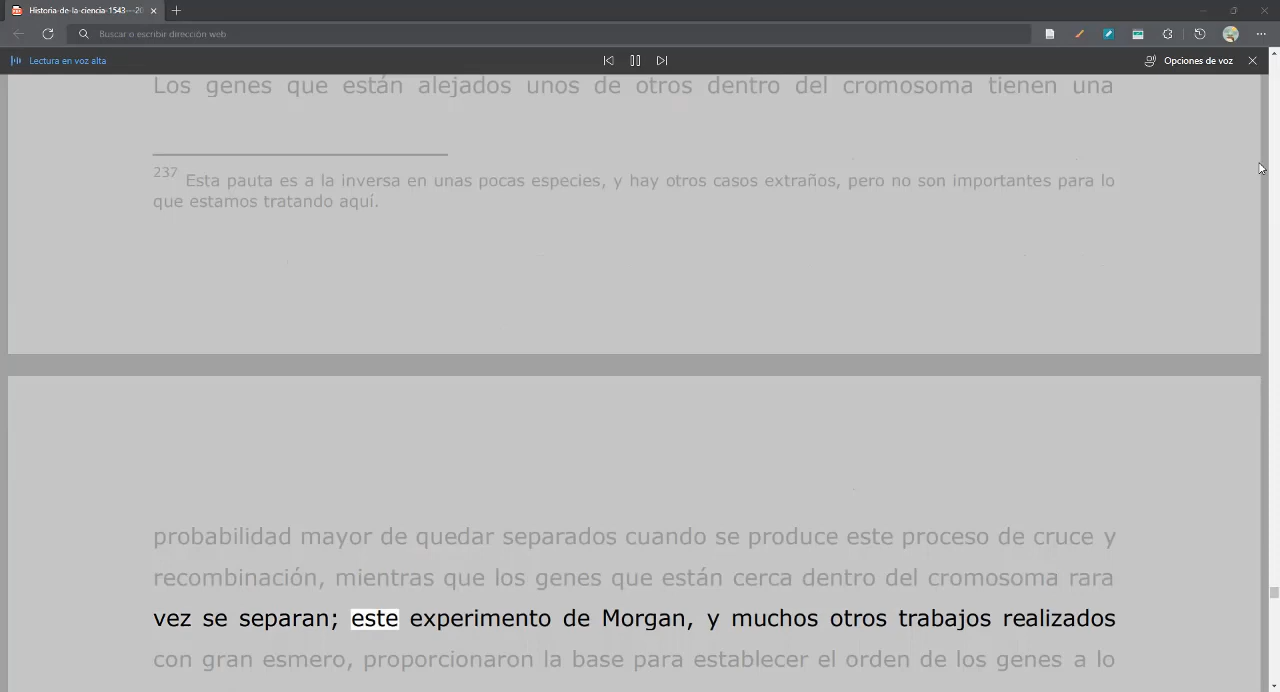 Historia-de-la-ciencia-1543---20
Buscar o escribir dirección web
Lectura en voz alta
Opciones de voz
Los genes que están alejados unos de otros dentro del cromosoma tienen una
237 Esta pauta es a la inversa en unas pocas especies, y hay otros casos extraños, pero no son importantes para lo
que estamos tratando aquí.
probabilidad mayor de quedar separados cuando se produce este proceso de cruce y
recombinación, mientras que los genes que están cerca dentro del cromosoma rara
vez se separan; este experimento de Morgan, y muchos otros trabajos realizados
con gran esmero, proporcionaron la base para establecer el orden de los genes a lo